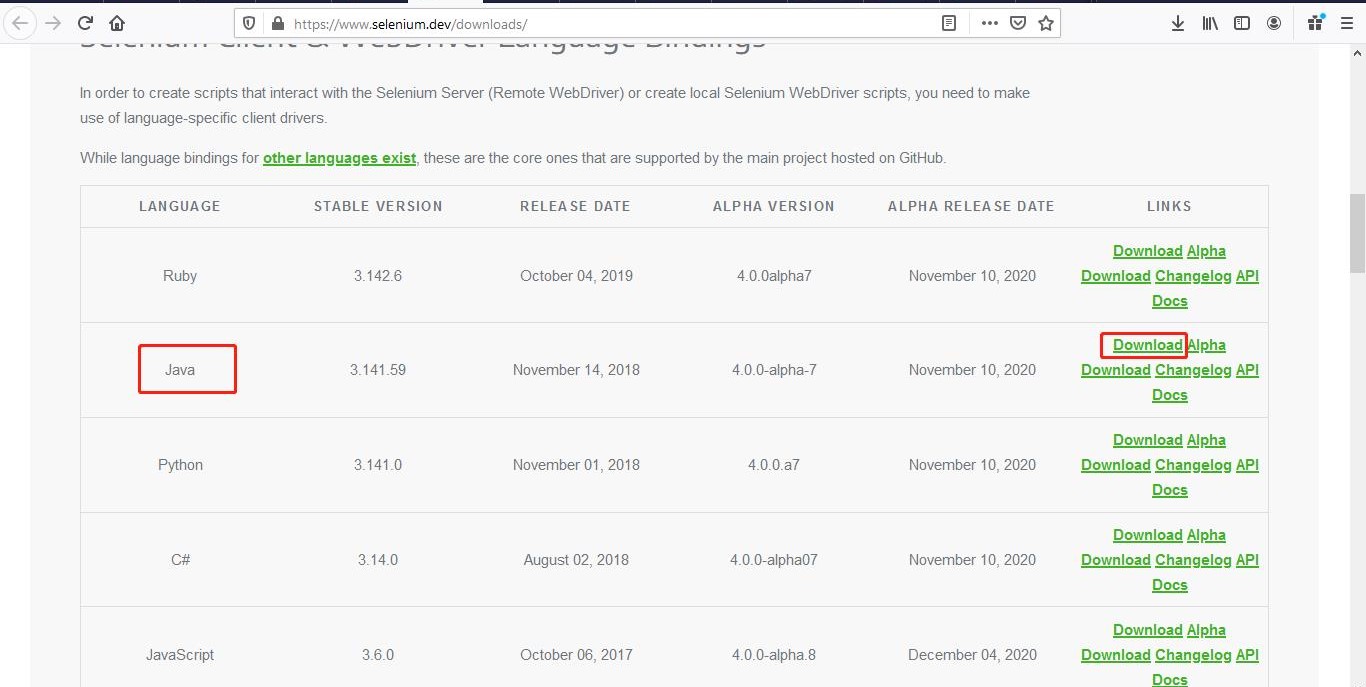 https://www.selenium.dev/downloads/
Selenium Client & WebDriver Language Bindings
In order to create scripts that interact with the Selenium Server (Remote WebDriver) or create local Selenium WebDriver scripts, you need to make
use of language-specific client drivers.
While language bindings for other languages exist, these are the core ones that are supported by the main project hosted on GitHub.
LANGUAGE STABLE VERSION RELEASE DATE ALPHA VERSION ALPHA RELEASE DATE LINKS
Download Alpha
Ruby 3.142.6 October 04, 2019 4.0.0alpha7 November 10, 2020 Download Changelog API
Docs
Download Alpha
Java 3.141.59 November 14, 2018 4.0.0-alpha-7 November 10, 2020 Download Changelog API
Docs
Download Alpha
Python 3.141.0 November 01, 2018 4.0.0.a7 November 10, 2020 Download Changelog API
Docs
Download Alpha
C# 3.14.0 August 02, 2018 4.0.0-alpha07 November 10, 2020 Download Changelog API
Docs
Download Alpha
JavaScript 3.6.0 October 06, 2017 4.0.0-alpha.8 December 04, 2020 Download Changelog API
Docs